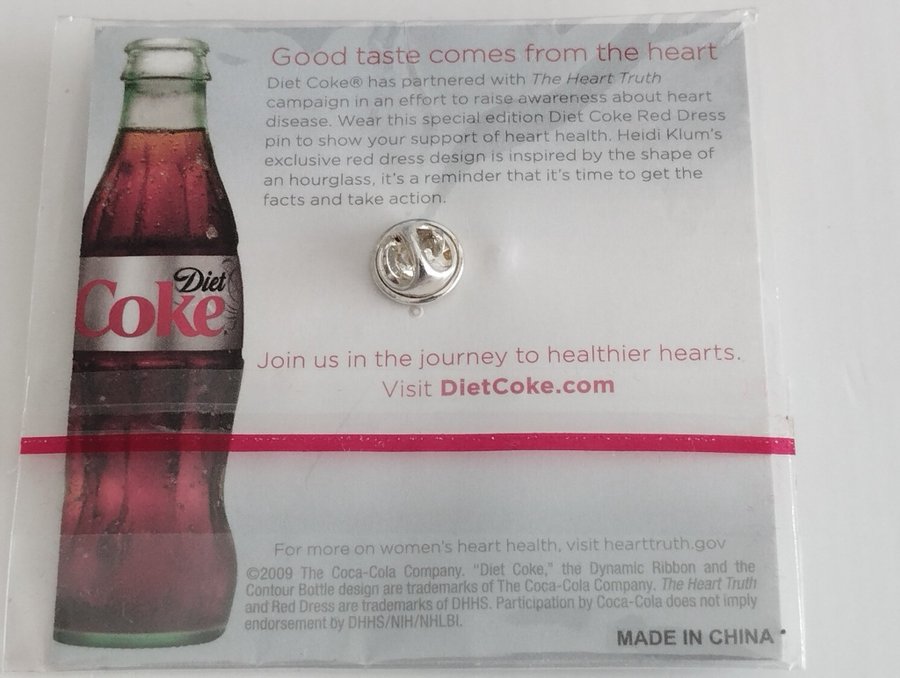 Good taste comes from the heart
Diet Coke® has partnered with The Heart Truth
campaign in an effort to raise awareness about heart
disease. Wear this special edition Diet Coke Red Dress
pin to show your support of heart health. Heidi Klum's
exclusive red dress design is inspired by the shape of
an hourglass, it's a reminder that it's time to get the
facts and take action.
Diet
Coke
Join us in the journey to healthier hearts.
Visit DietCoke.com
For more on women's heart health, visit hearttruth.gov
©2009 The Coca-Cola Company. "Diet Coke," the Dynamic Ribbon and the
Contour Bottle design are trademarks of The Coca-Cola Company. The Heart Truth
and Red Dress are trademarks of DHHS. Participation by Coca-Cola does not imply
endorsement by DHHS/NIH/NHLBI.
MADE IN CHINA